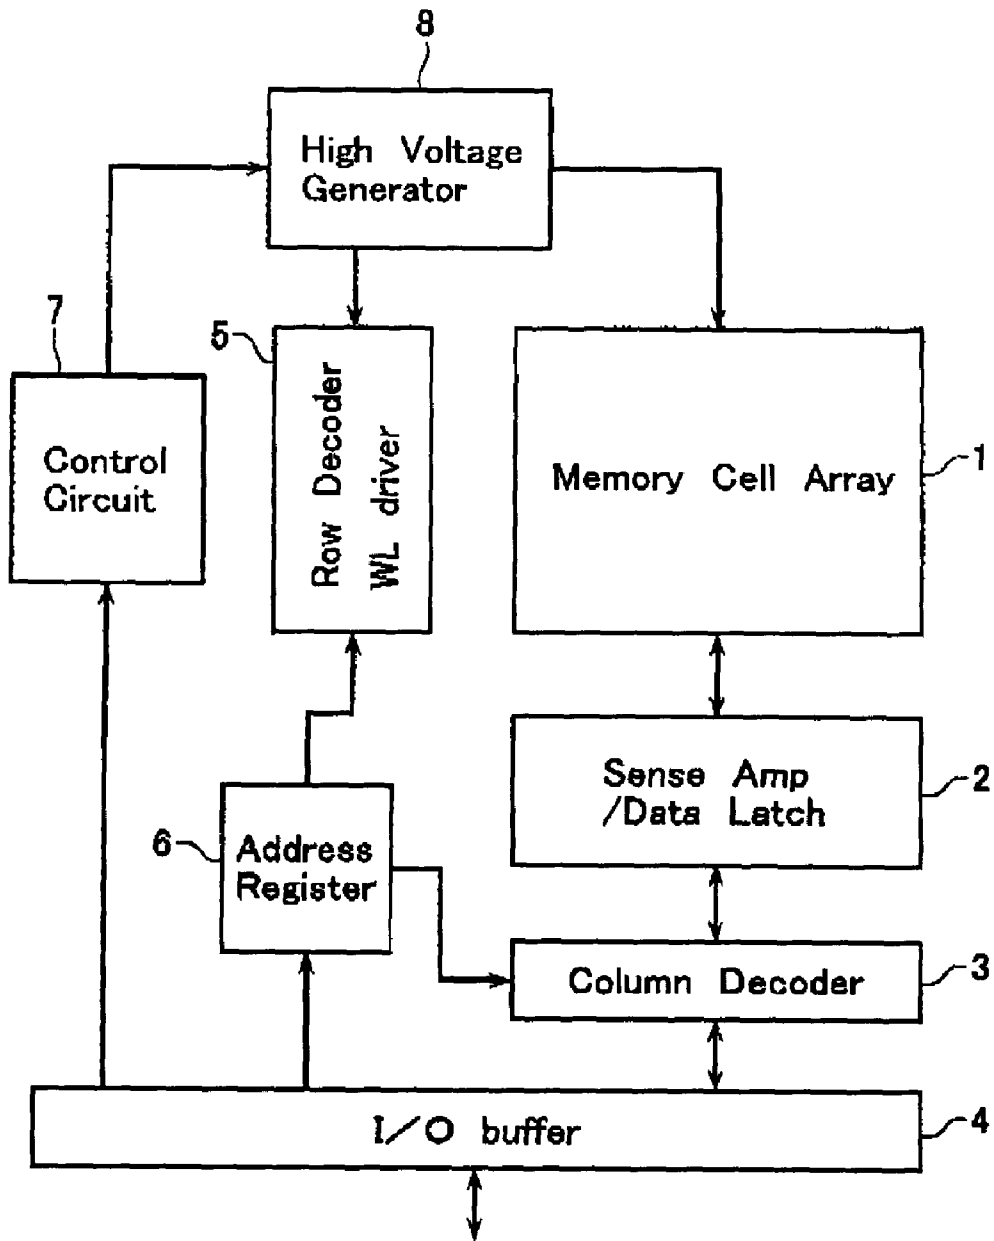 8
High Voltage
Generator
7
5
Row Decoder
WL driver
Control
Circuit
Memory Cell Array
1
Sense Amp
/Data Latch
2
6
Address
Register
Column Decoder
3
I/O buffer
4